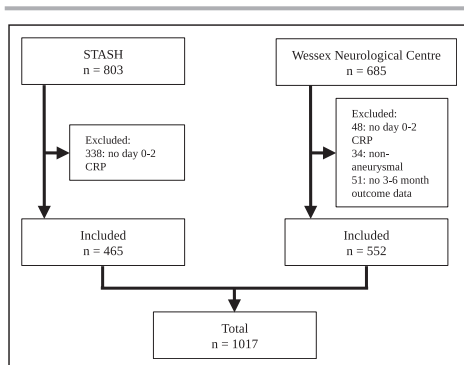 STASH
n = 803
Wessex Neurological Centre
n = 685
Excluded:
338: no day 0-2
CRP
Excluded:
48: no day 0-2
CRP
34: non-
aneurysmal
51: no 3-6 month
outcome data
Included
n = 465
Included
n = 552
Total
n = 1017